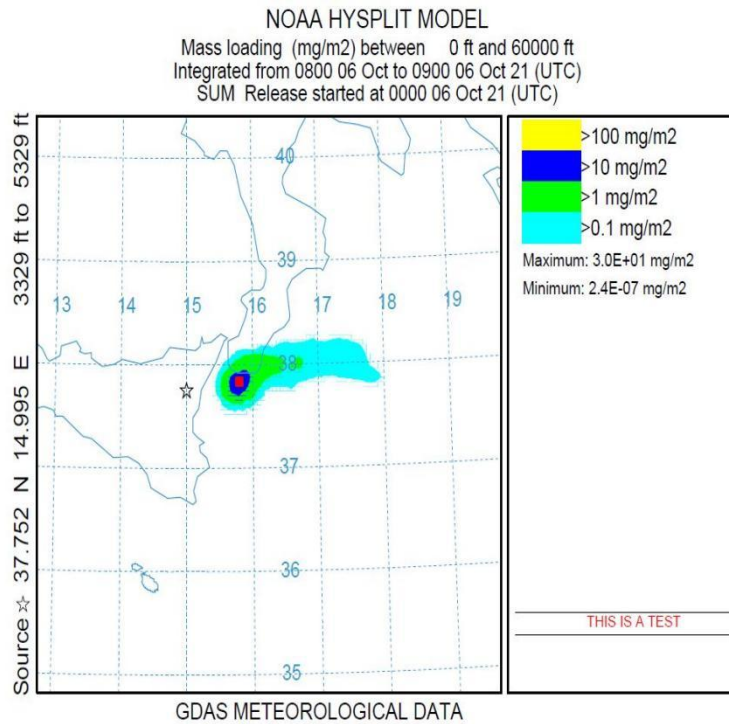 NOAA HYSPLIT MODEL
Mass loading (mg/m2) between 0 ft and 60000 ft
Integrated from 0800 06 Oct to 0900 06 Oct 21 (UTC)
SUM Release started at 0000 06 Oct 21 (UTC)
Source ☆ 37.752 N 14.995 E 3329 ft to 5329 ft
40
39
13 14 15 16 17 18 19
38
37
36
35
>100 mg/m2
>10 mg/m2
>1 mg/m2
>0.1 mg/m2
Maximum: 3.0E+01 mg/m2
Minimum: 2.4E-07 mg/m2
THIS IS A TEST
GDAS METEOROLOGICAL DATA